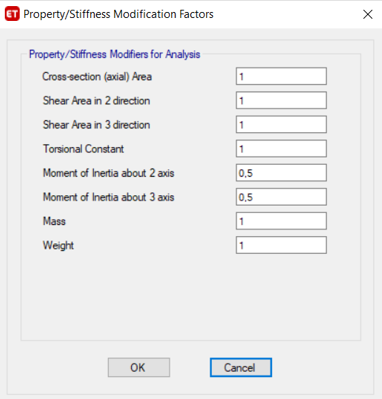 ET Property/Stiffness Modification Factors
Property/Stiffness Modifiers for Analysis
Cross-section (axial) Area 1
Shear Area in 2 direction 1
Shear Area in 3 direction 1
Torsional Constant 1
Moment of Inertia about 2 axis 0,5
Moment of Inertia about 3 axis 0,5
Mass 1
Weight 1
OK Cancel